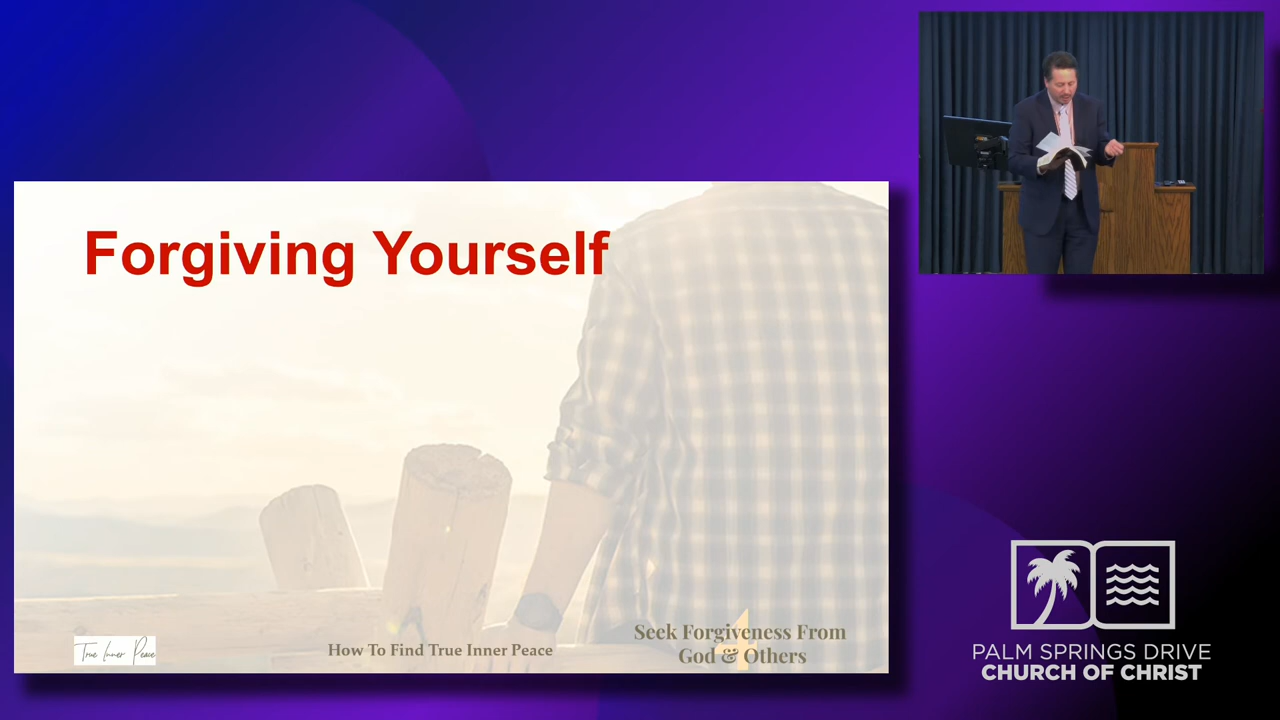 Forgiving Yourself
True Inner Peace
How To Find True Inner Peace
4
Seek Forgiveness From
God & Others
PALM SPRINGS DRIVE
CHURCH OF CHRIST